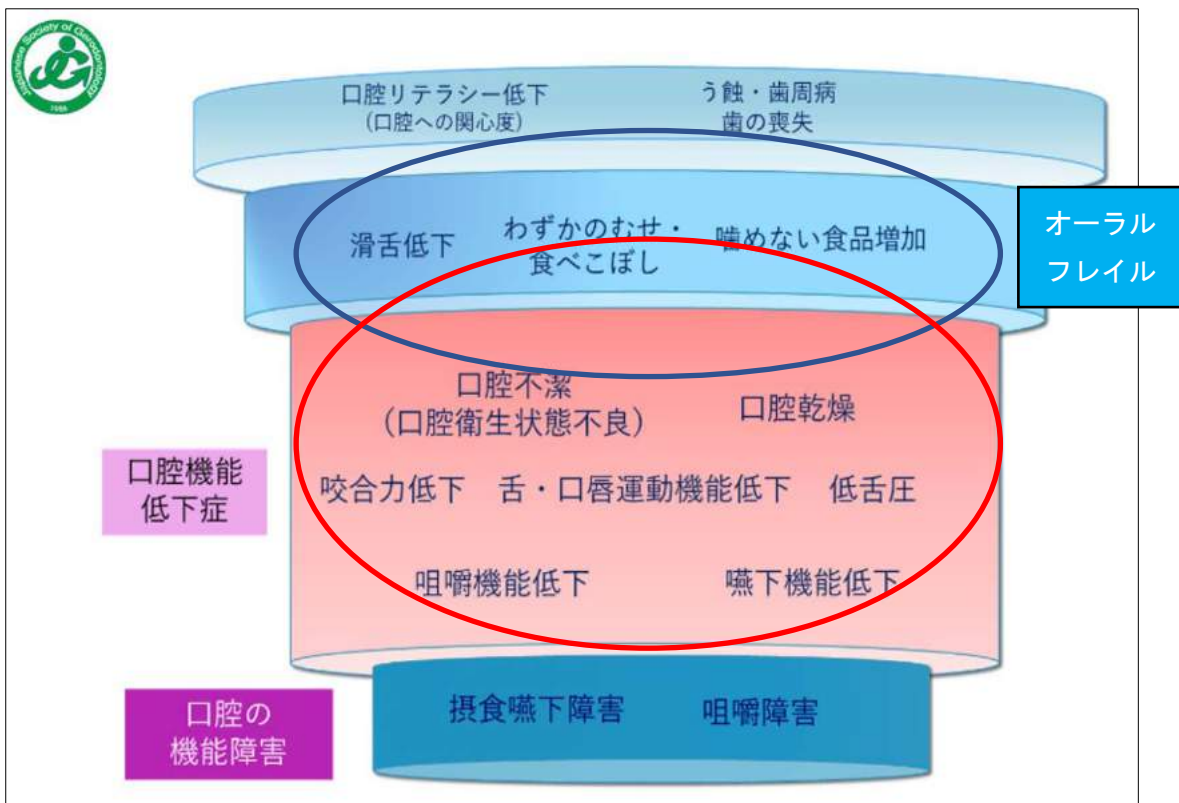 Japanese Society of Gerodontology
1986
口腔リテラシー低下
(口腔への関心度)
う蝕・歯周病
歯の喪失
滑舌低下
わずかのむせ・
食べこぼし
噛めない食品増加
オーラル
フレイル
口腔不潔
(口腔衛生状態不良)
口腔乾燥
口腔機能
低下症
咬合力低下
舌・口唇運動機能低下
低舌圧
咀嚼機能低下
嚥下機能低下
口腔の
機能障害
摂食嚥下障害
咀嚼障害